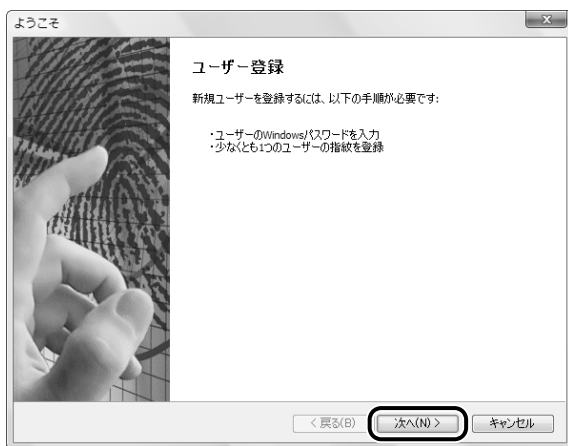 ようこそ
ユーザー登録
新規ユーザーを登録するには、以下の手順が必要です:
・ユーザーのWindowsパスワードを入力
・少なくとも1つのユーザーの指紋を登録
< 戻る(B)
次へ(N) >
キャンセル